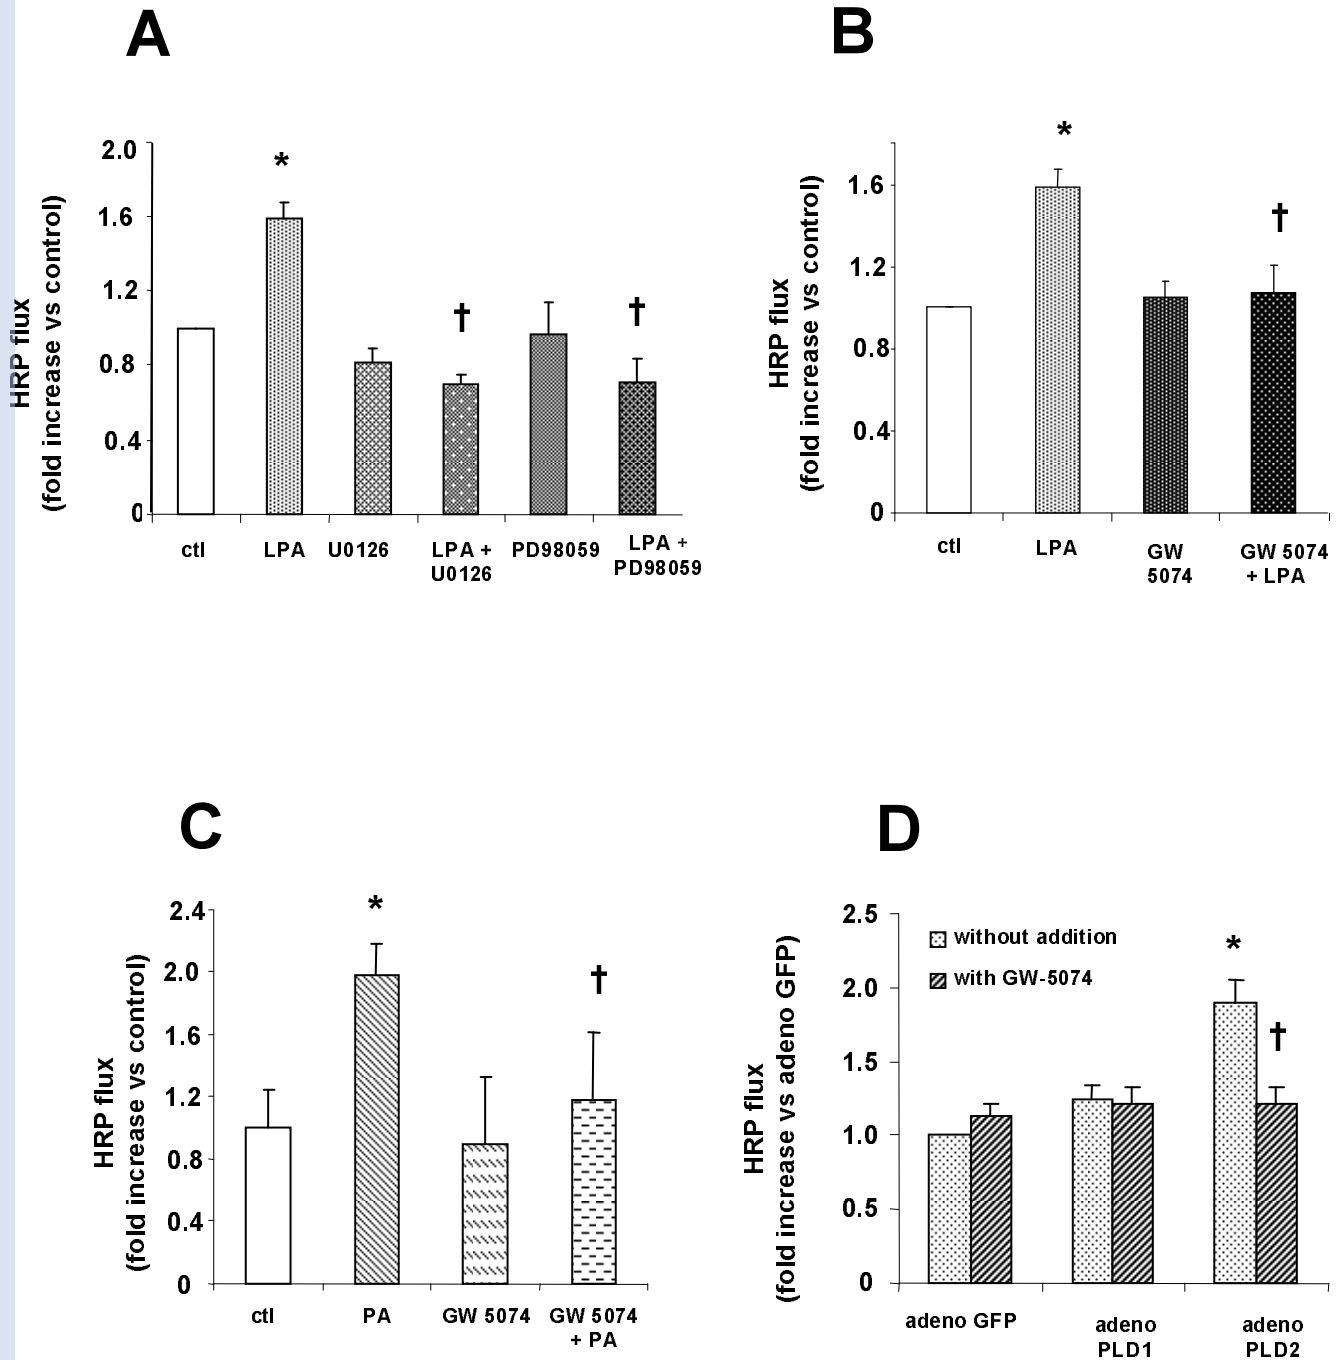 A
HRP flux
(fold increase vs control)
2.0
1.6
1.2
0.8
0.4
0
*
†
†
ctl
LPA
U0126
LPA +
U0126
PD98059
LPA +
PD98059
B
HRP flux
(fold increase vs control)
1.6
1.2
0.8
0.4
0
*
†
ctl
LPA
GW
5074
GW 5074
+ LPA
C
HRP flux
(fold increase vs control)
2.4
2.0
1.6
1.2
0.8
0.4
0
*
†
ctl
PA
GW 5074
GW 5074
+ PA
D
HRP flux
(fold increase vs adeno GFP)
2.5
2.0
1.5
1.0
0.5
0
without addition
with GW-5074
*
†
adeno GFP
adeno
PLD1
adeno
PLD2